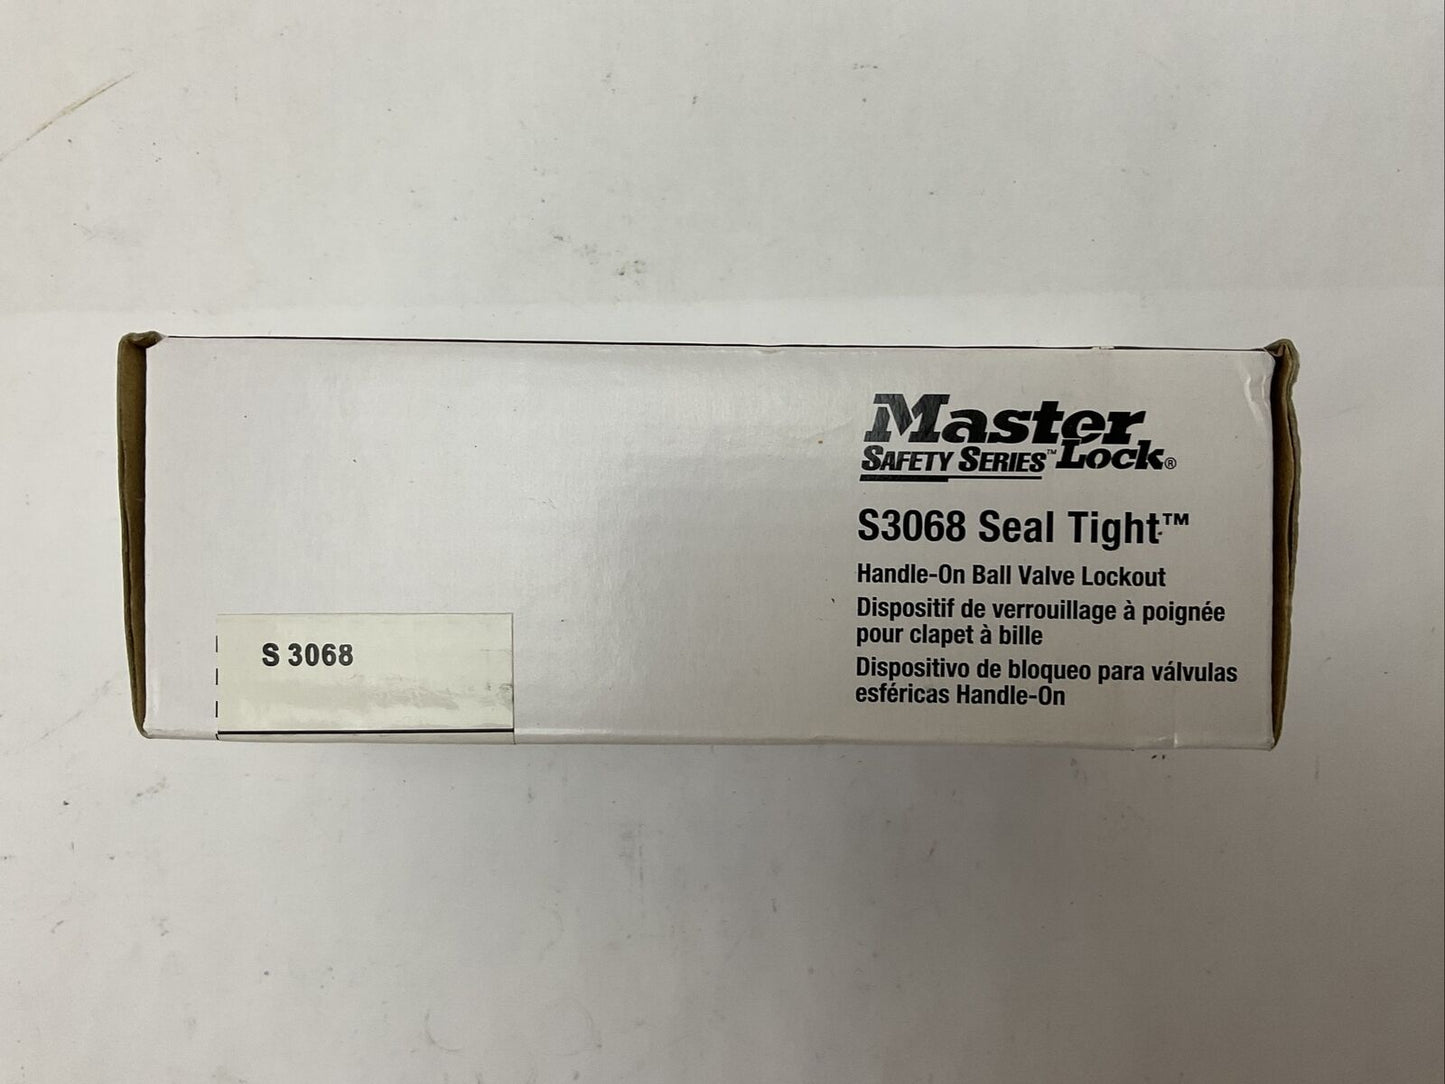 Master
SAFETY SERIES™ Lock®
S3068 Seal Tight™
Handle-On Ball Valve Lockout
Dispositif de verrouillage à poignée
pour clapet à bille
Dispositivo de bloqueo para válvulas
esféricas Handle-On
S 3068